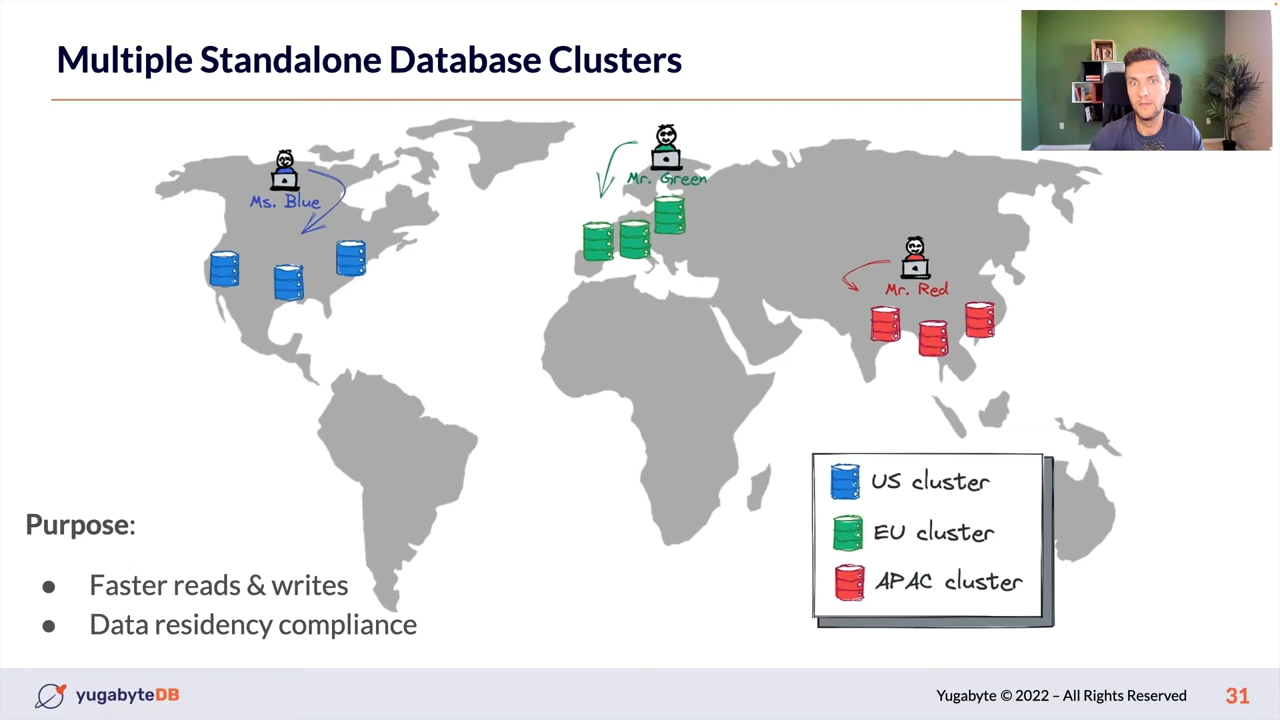 Multiple Standalone Database Clusters
Ms. Blue
Mr. Green
Mr. Red
US cluster
EU cluster
APAC cluster
Purpose:
● Faster reads & writes
● Data residency compliance
yugabyteDB
Yugabyte © 2022 – All Rights Reserved
31